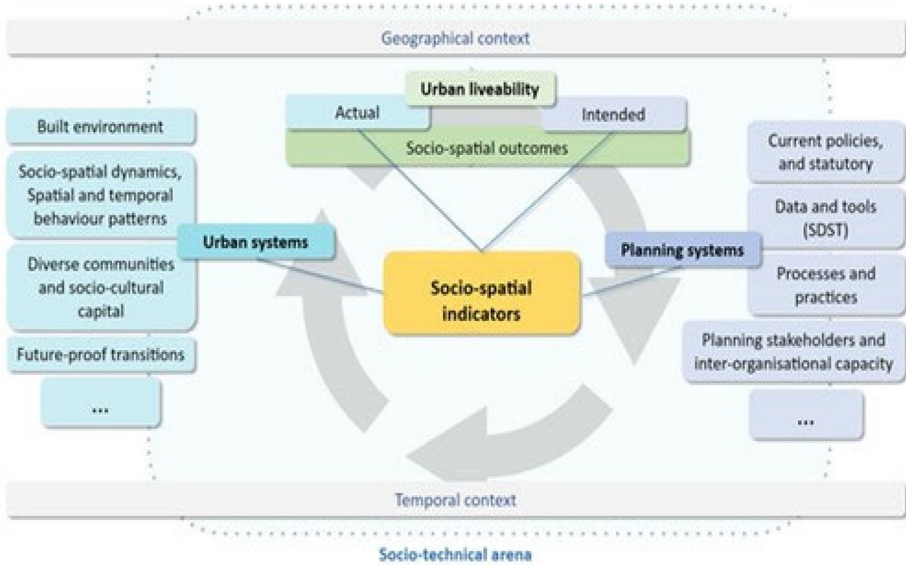 Geographical context
Urban liveability
Actual
Intended
Socio-spatial outcomes
Built environment
Socio-spatial dynamics,
Spatial and temporal
behaviour patterns
Urban systems
Diverse communities
and socio-cultural
capital
Future-proof transitions
...
Socio-spatial
indicators
Current policies,
and statutory
Data and tools
(SDST)
Planning systems
Processes and
practices
Planning stakeholders and
inter-organisational capacity
...
Temporal context
Socio-technical arena